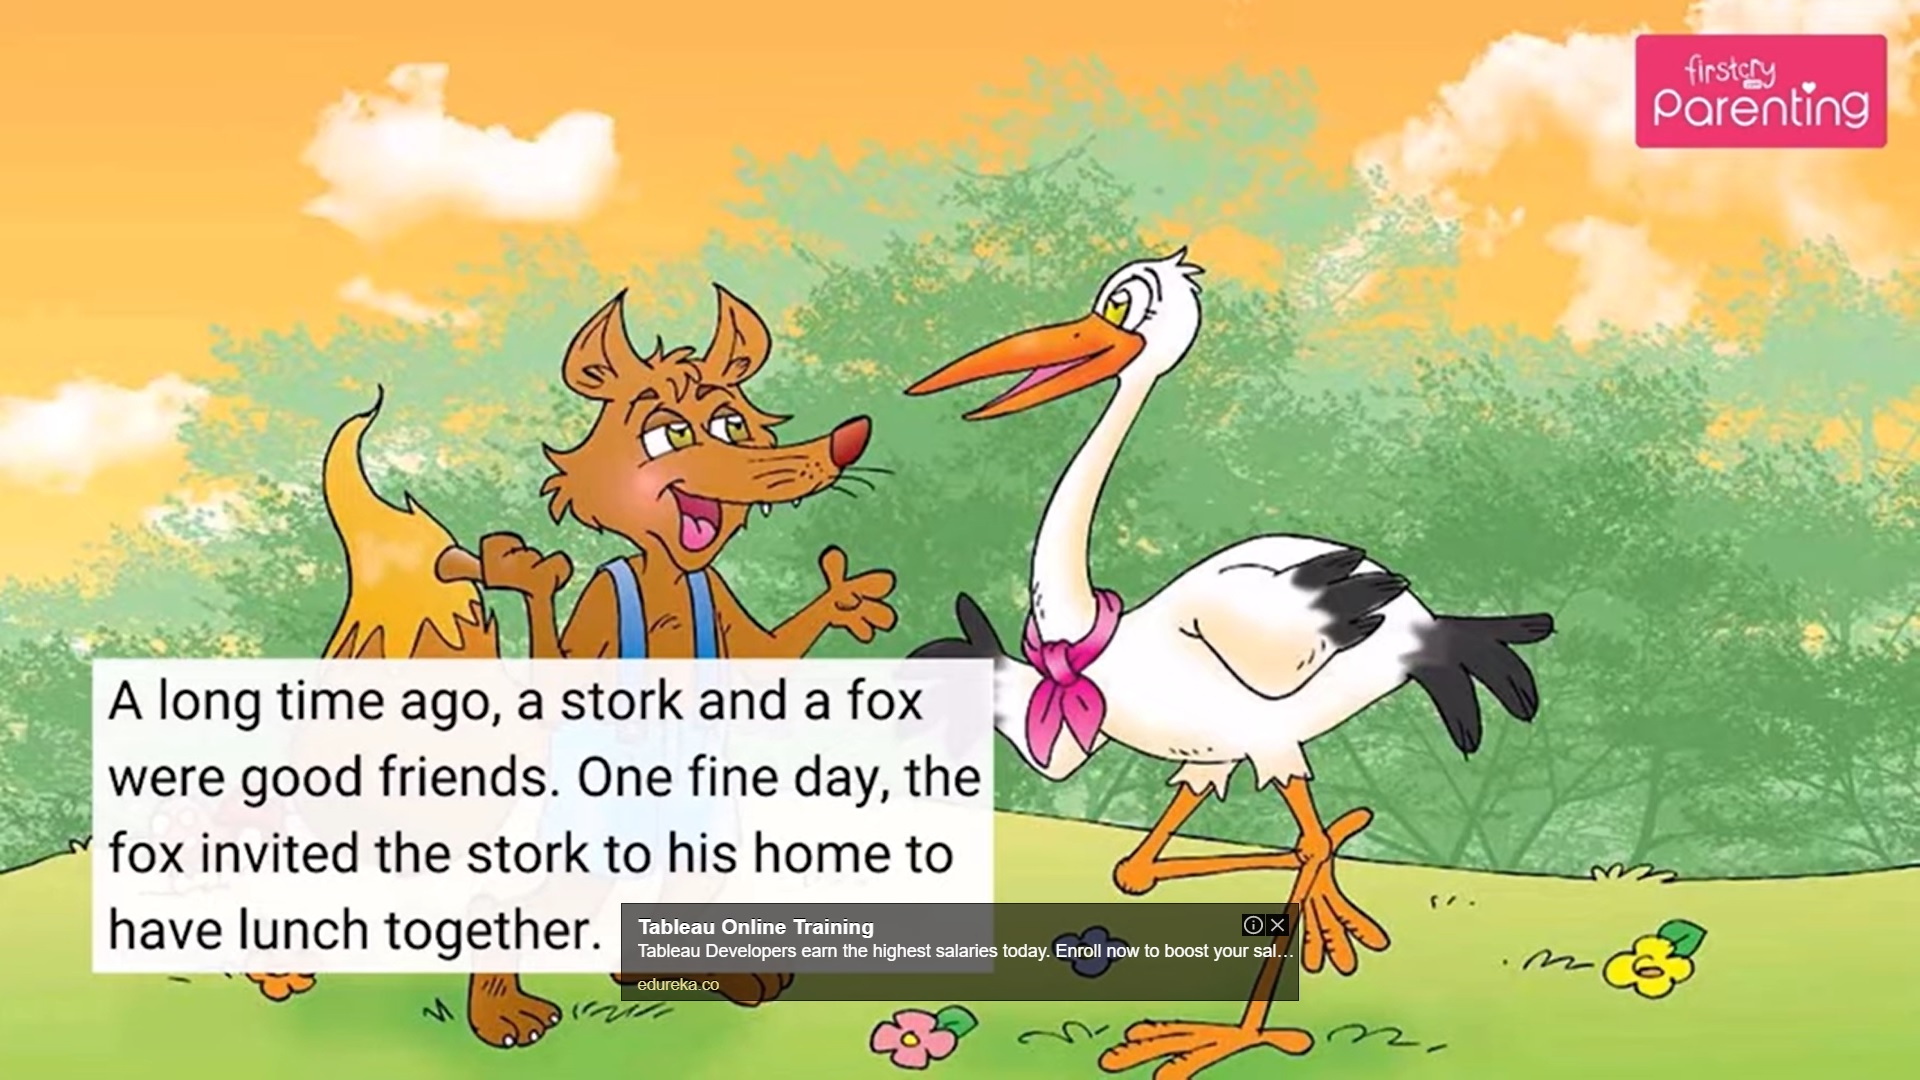 firstcry
.com
Parenting
A long time ago, a stork and a fox
were good friends. One fine day, the
fox invited the stork to his home to
have lunch together.
Tableau Online Training
Tableau Developers earn the highest salaries today. Enroll now to boost your sal...
edureka.co